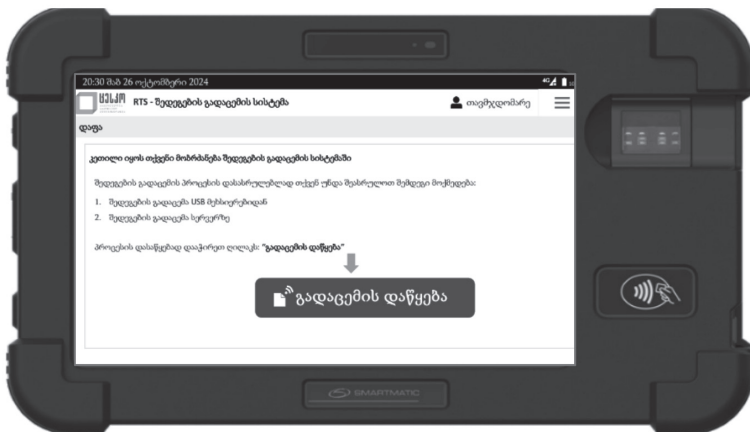 20:30 შაბ 26 ოქტომბერი 2024 4G
ცესკო RTS - შედეგების გადაცემის სისტემა თავმჯდომარე
დაფა
კეთილი იყოს თქვენი მობრძანება შედეგების გადაცემის სისტემაში
შედეგების გადაცემის პროცესის დასასრულებლად თქვენ უნდა შეასრულოთ შემდეგი მოქმედება:
1. შედეგების გადაცემა USB მეხსიერებიდან
2. შედეგების გადაცემა სერვერზე
პროცესის დასაწყებად დააჭირეთ ღილაკს: "გადაცემის დაწყება"
გადაცემის დაწყება
SMARTMATIC